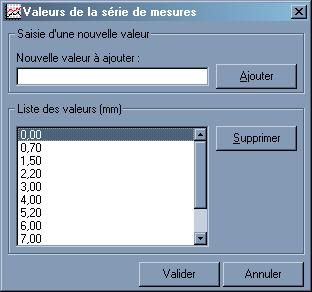 Valeurs de la série de mesures
Saisie d'une nouvelle valeur
Nouvelle valeur à ajouter :
Ajouter
Liste des valeurs (mm)
0,00
0,70
1,50
2,20
3,00
4,00
5,20
6,00
7,00
Supprimer
Valider
Annuler